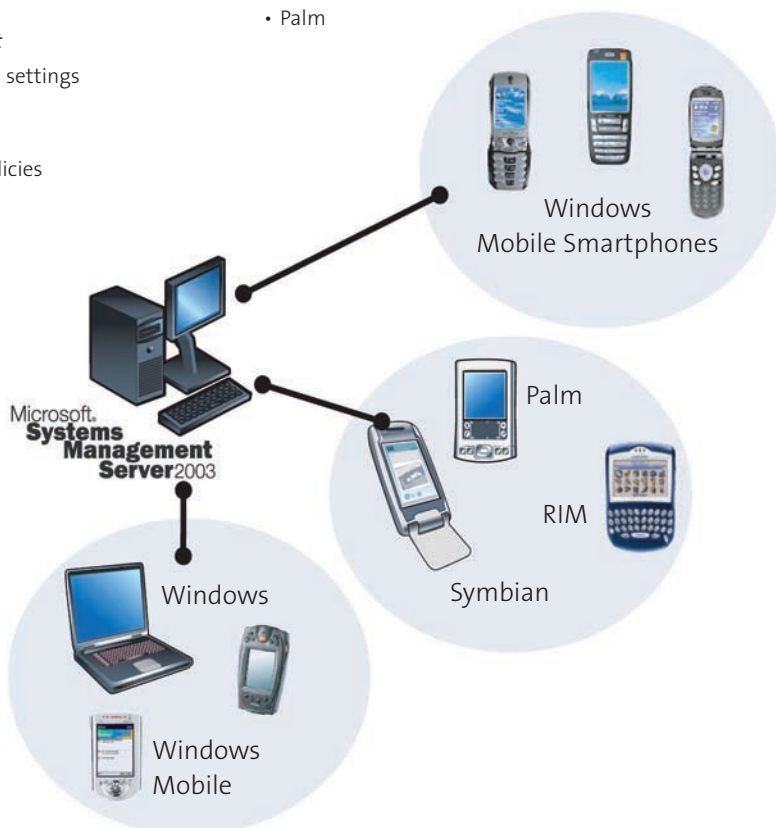 • Palm
settings
licies
Windows
Mobile Smartphones
Microsoft.
Systems
Management
Server2003
Palm
RIM
Symbian
Windows
Windows
Mobile